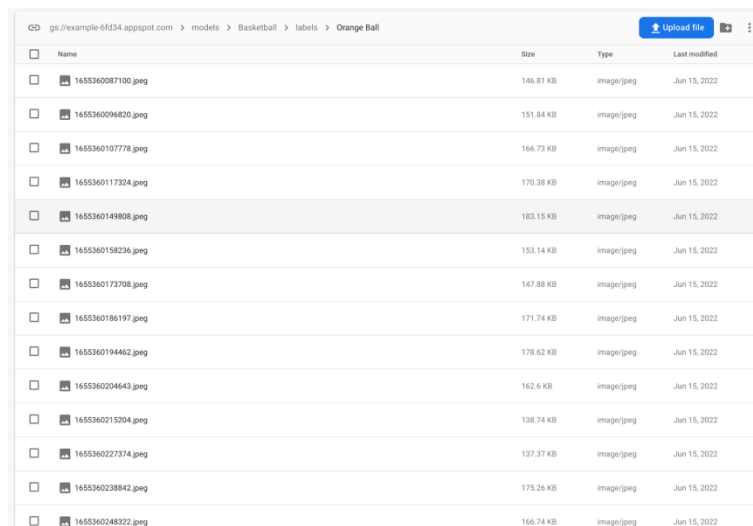 gs://example-6fd34.appspot.com > models > Basketball > labels > Orange Ball Upload file
Name Size Type Last modified
1655360087100.jpeg 146.81 KB image/jpeg Jun 15, 2022
1655360096820.jpeg 151.84 KB image/jpeg Jun 15, 2022
1655360107778.jpeg 166.73 KB image/jpeg Jun 15, 2022
1655360117324.jpeg 170.38 KB image/jpeg Jun 15, 2022
1655360149808.jpeg 183.15 KB image/jpeg Jun 15, 2022
1655360158236.jpeg 153.14 KB image/jpeg Jun 15, 2022
1655360173708.jpeg 147.88 KB image/jpeg Jun 15, 2022
1655360186197.jpeg 171.74 KB image/jpeg Jun 15, 2022
1655360194462.jpeg 178.62 KB image/jpeg Jun 15, 2022
1655360204643.jpeg 162.6 KB image/jpeg Jun 15, 2022
1655360215204.jpeg 138.74 KB image/jpeg Jun 15, 2022
1655360227374.jpeg 137.37 KB image/jpeg Jun 15, 2022
1655360238842.jpeg 175.26 KB image/jpeg Jun 15, 2022
1655360248322.jpeg 166.74 KB image/jpeg Jun 15, 2022